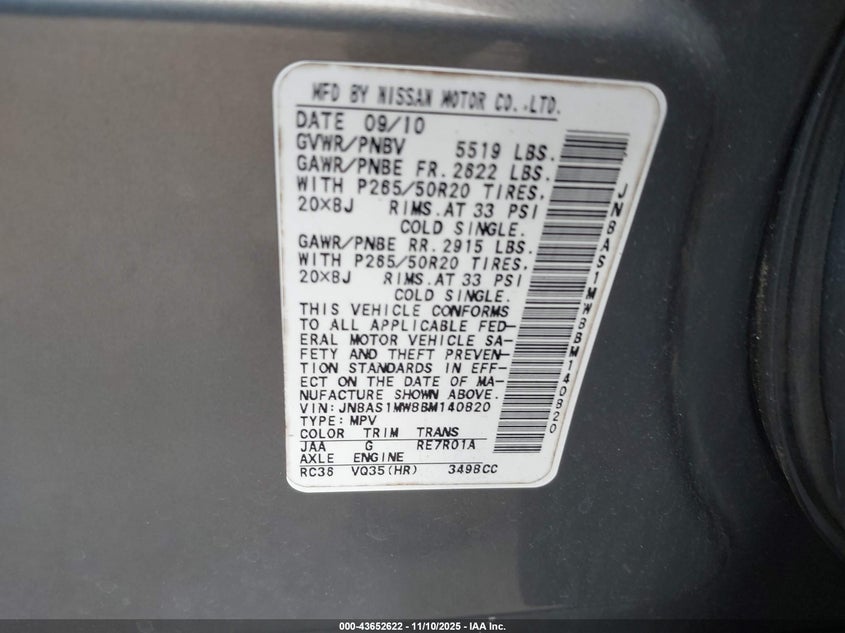 MFD BY NISSAN MOTOR CO.,LTD.
DATE 09/10
GVWR/PNBV 5519 LBS.
GAWR/PNBE FR. 2622 LBS.
WITH P265/50R20 TIRES,
20X8J RIMS.AT 33 PSI
COLD SINGLE.
GAWR/PNBE RR. 2915 LBS.
WITH P265/50R20 TIRES,
20X8J RIMS.AT 33 PSI
COLD SINGLE.
THIS VEHICLE CONFORMS
TO ALL APPLICABLE FED-
ERAL MOTOR VEHICLE SA-
FETY AND THEFT PREVEN-
TION STANDARDS IN EFF-
ECT ON THE DATE OF MA-
NUFACTURE SHOWN ABOVE.
VIN: JN8AS1MW8BM140820
TYPE: MPV
COLOR TRIM TRANS
JAA G RE7R01A
AXLE ENGINE
RC38 VQ35(HR) 3498CC
JN8AS1MW8BM140820
000-43652622 - 11/10/2025 - IAA Inc.